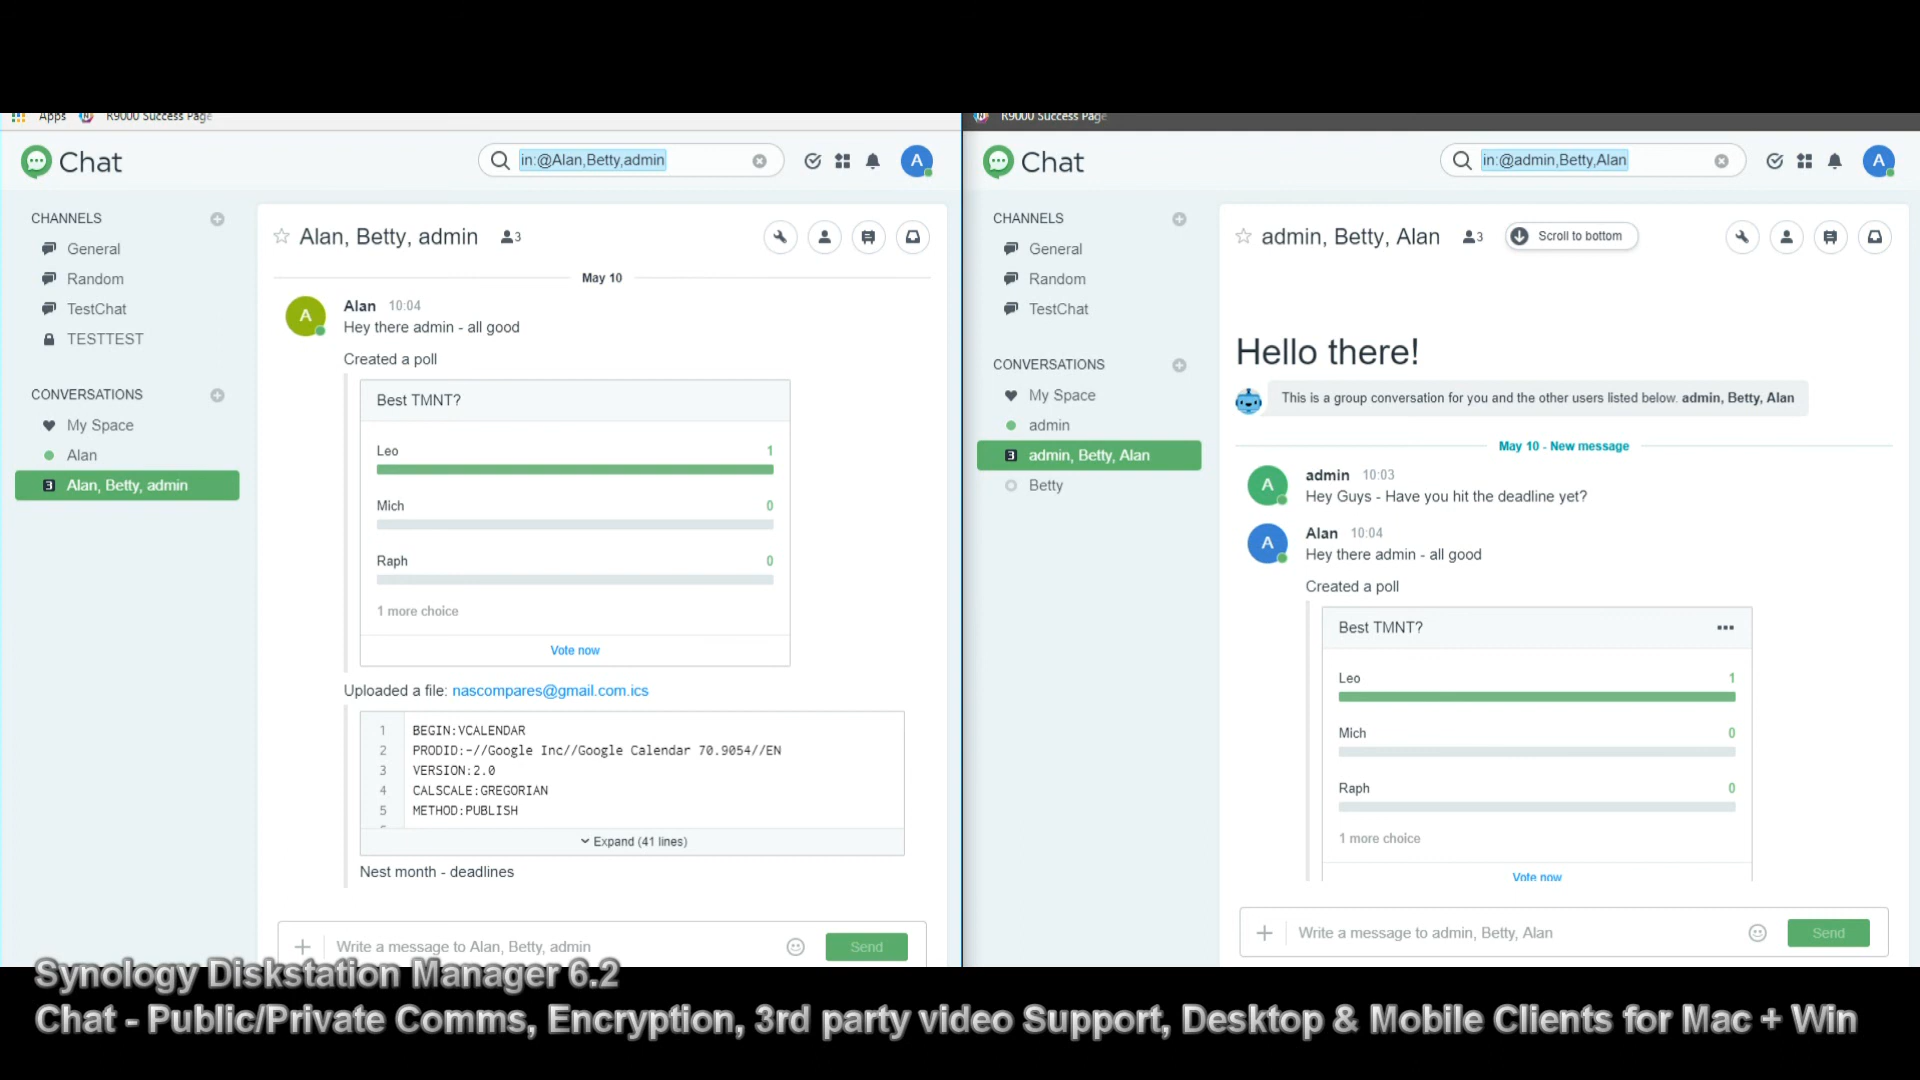 Apps R9000 Success Page
Chat
in:@Alan,Betty,admin
A
CHANNELS
General
Random
TestChat
TESTTEST
CONVERSATIONS
My Space
Alan
3 Alan, Betty, admin
Alan, Betty, admin 3
May 10
A
Alan 10:04
Hey there admin - all good
Created a poll
Best TMNT?
Leo 1
Mich 0
Raph 0
1 more choice
Vote now
Uploaded a file: nascompares@gmail.com.ics
1 BEGIN:VCALENDAR
2 PRODID:-//Google Inc//Google Calendar 70.9054//EN
3 VERSION:2.0
4 CALSCALE:GREGORIAN
5 METHOD:PUBLISH
Expand (41 lines)
Nest month - deadlines
Write a message to Alan, Betty, admin
Send
R9000 Success Page
Chat
in:@admin,Betty,Alan
A
CHANNELS
General
Random
TestChat
CONVERSATIONS
My Space
admin
3 admin, Betty, Alan
Betty
admin, Betty, Alan 3 Scroll to bottom
Hello there!
This is a group conversation for you and the other users listed below. admin, Betty, Alan
May 10 - New message
A
admin 10:03
Hey Guys - Have you hit the deadline yet?
A
Alan 10:04
Hey there admin - all good
Created a poll
Best TMNT?
Leo 1
Mich 0
Raph 0
1 more choice
Vote now
Write a message to admin, Betty, Alan
Send
Synology Diskstation Manager 6.2
Chat - Public/Private Comms, Encryption, 3rd party video Support, Desktop & Mobile Clients for Mac + Win